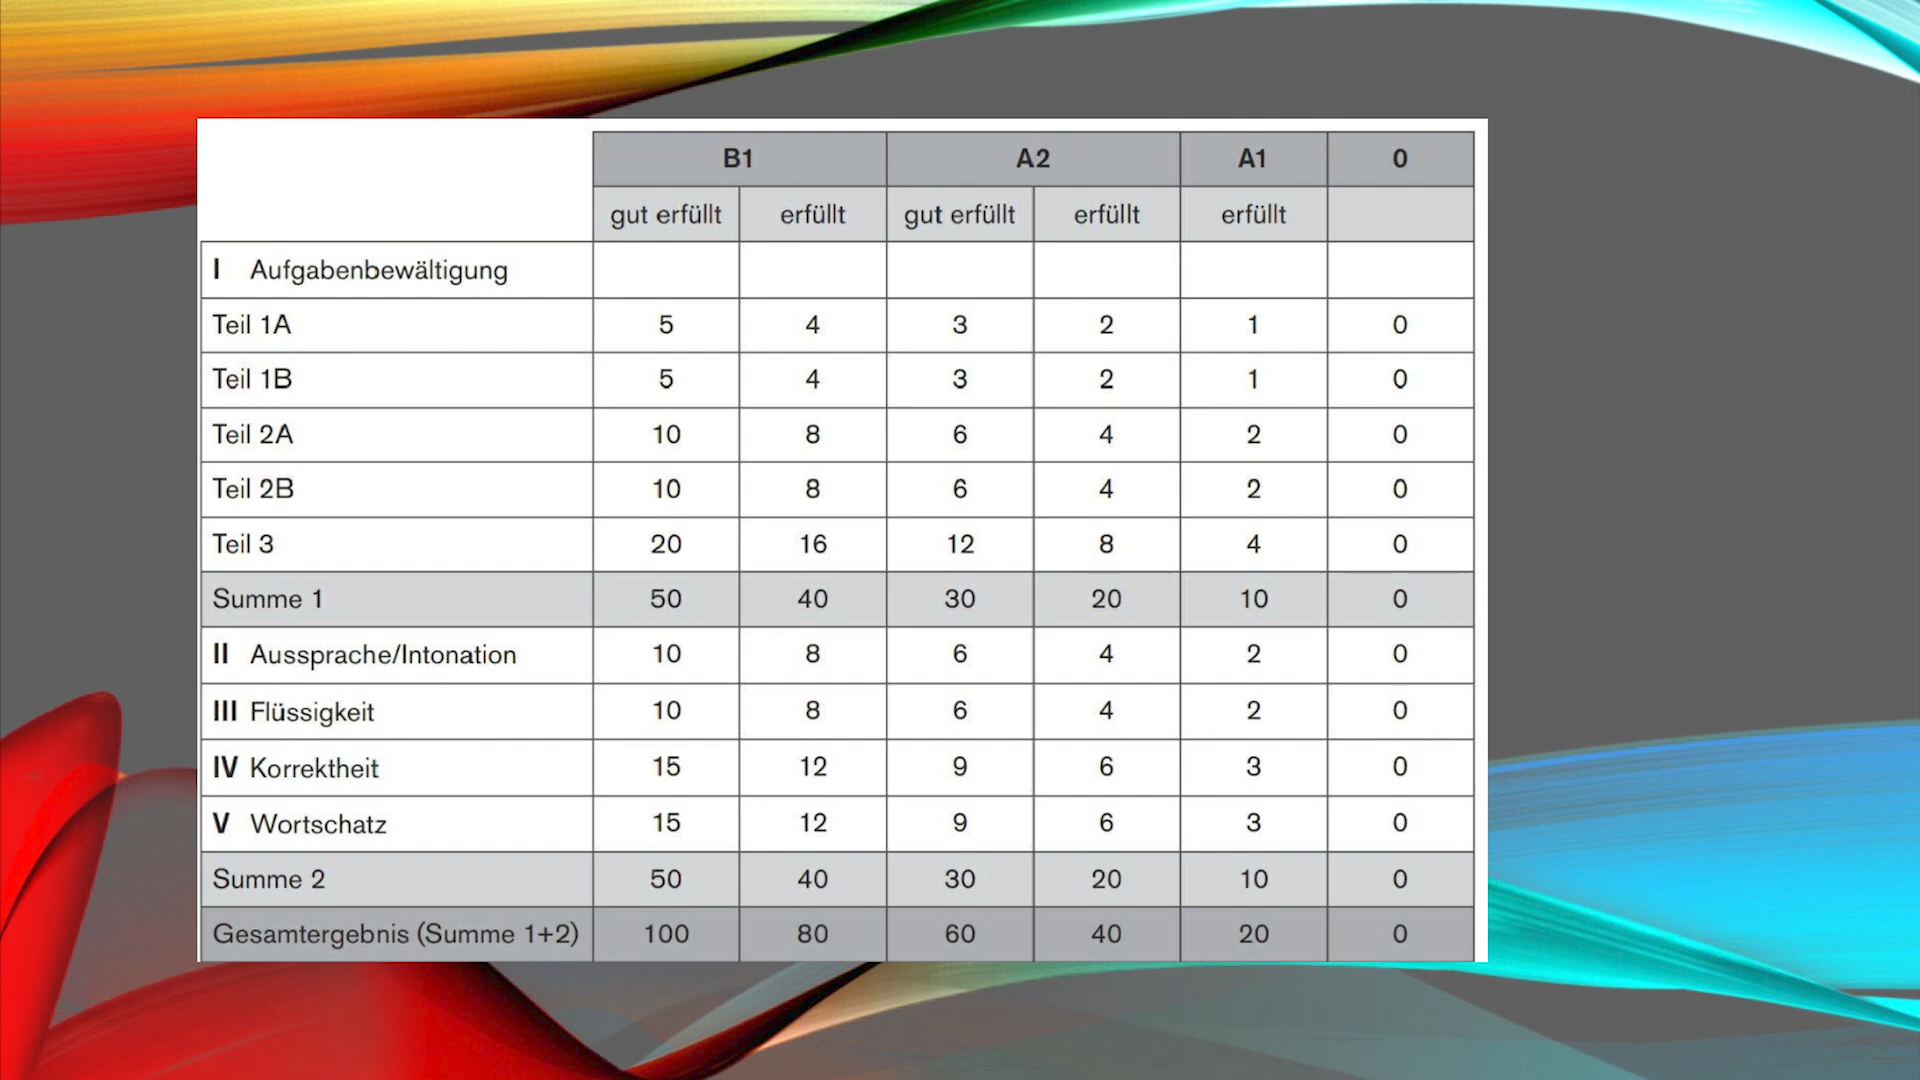 B1 A2 A1 0
gut erfüllt erfüllt gut erfüllt erfüllt erfüllt
I Aufgabenbewältigung
Teil 1A 5 4 3 2 1 0
Teil 1B 5 4 3 2 1 0
Teil 2A 10 8 6 4 2 0
Teil 2B 10 8 6 4 2 0
Teil 3 20 16 12 8 4 0
Summe 1 50 40 30 20 10 0
II Aussprache/Intonation 10 8 6 4 2 0
III Flüssigkeit 10 8 6 4 2 0
IV Korrektheit 15 12 9 6 3 0
V Wortschatz 15 12 9 6 3 0
Summe 2 50 40 30 20 10 0
Gesamtergebnis (Summe 1+2) 100 80 60 40 20 0